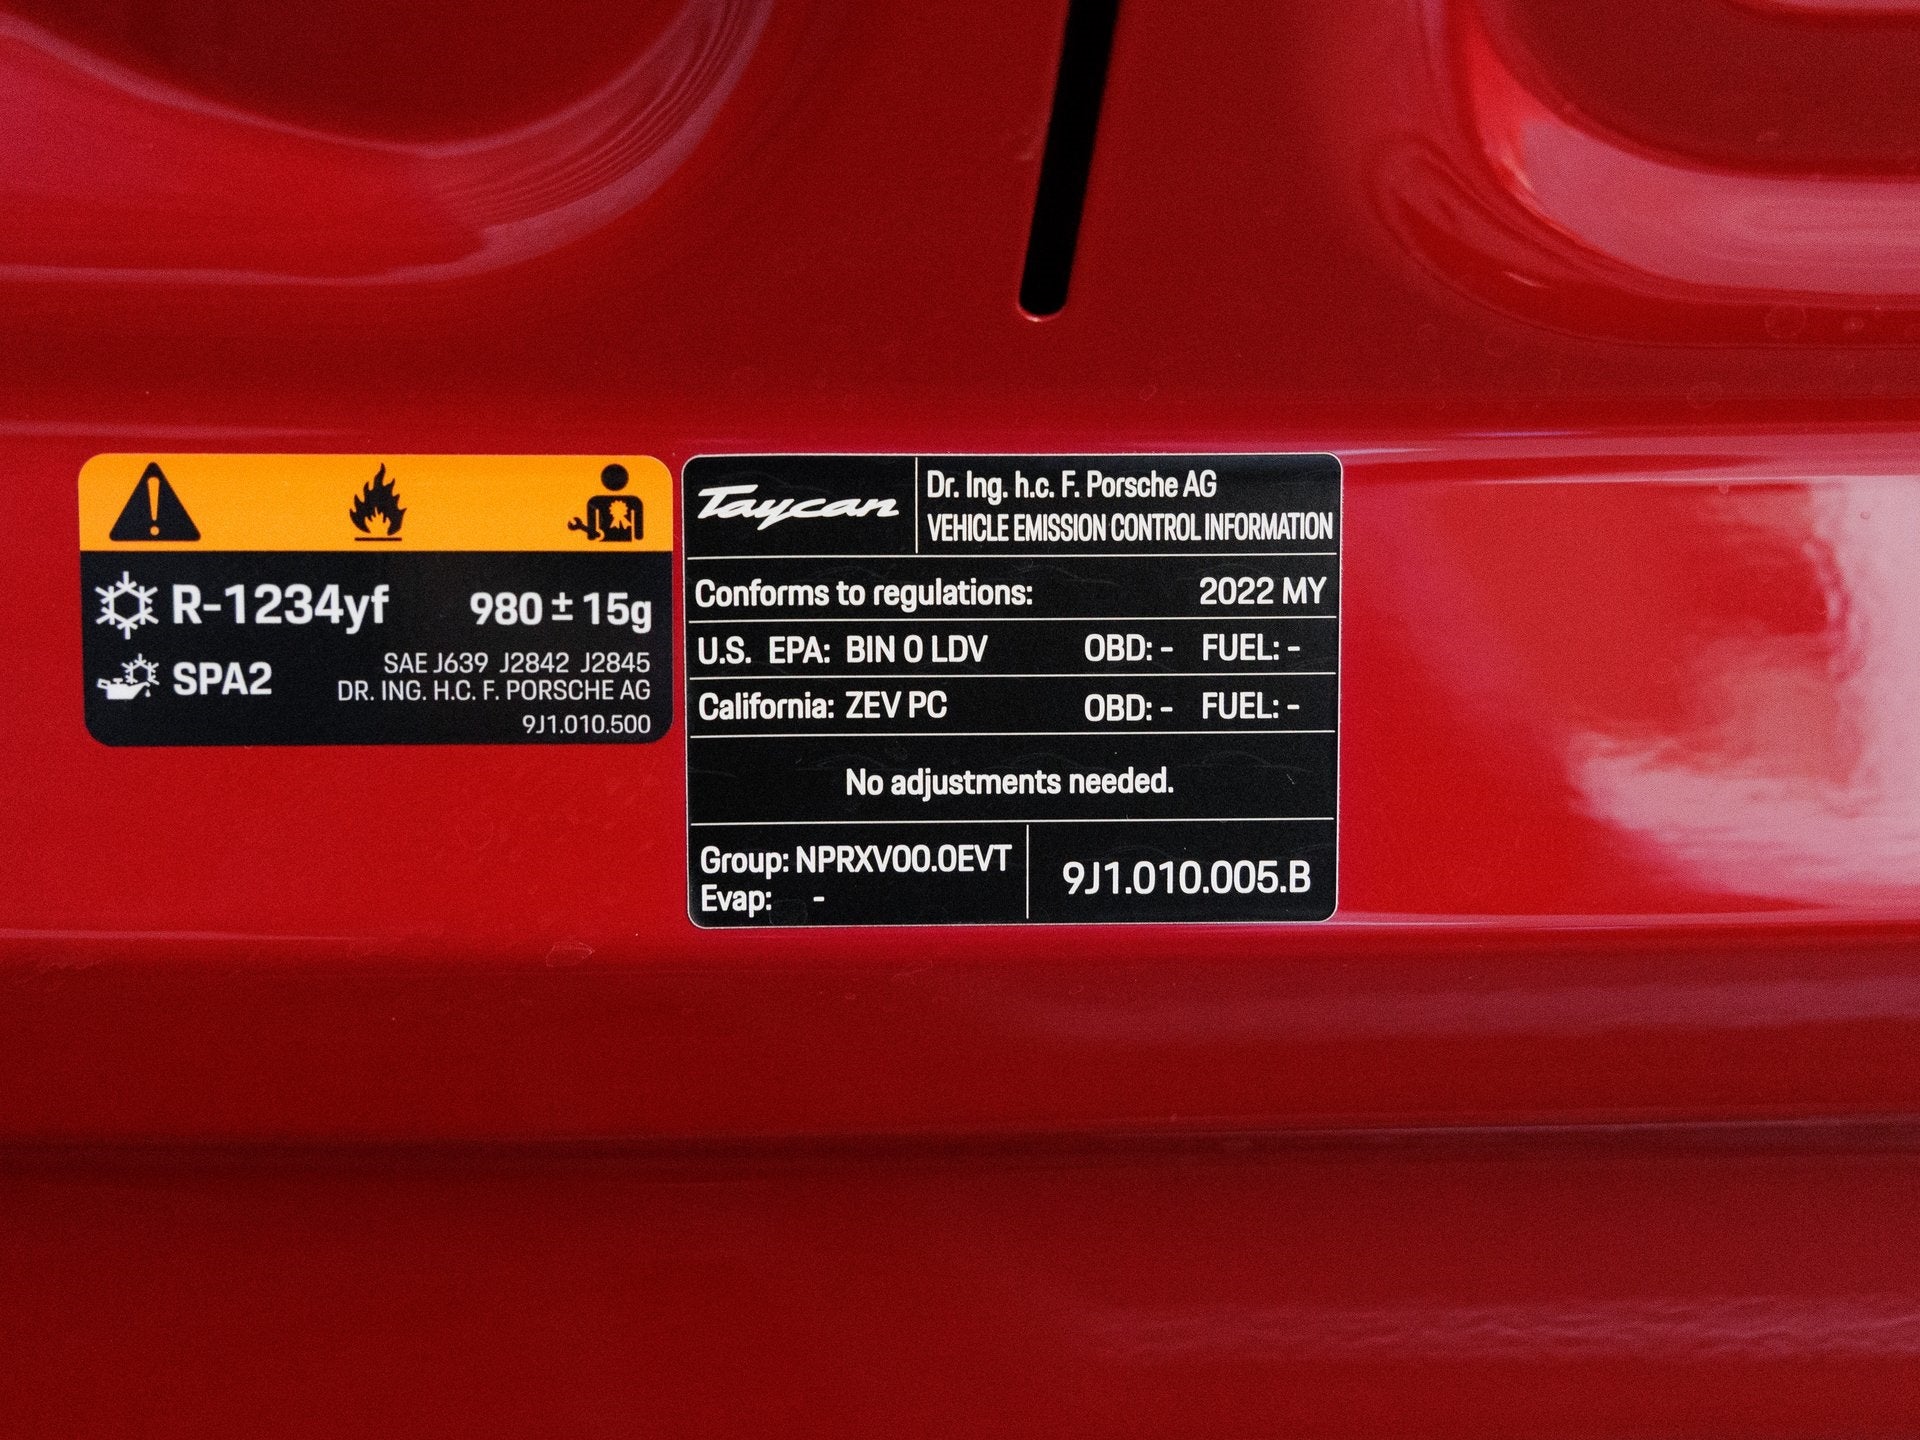 R-1234yf 980 ± 15g
SPA2
SAE J639 J2842 J2845
DR. ING. H.C. F. PORSCHE AG
9J1.010.500
Taycan
Dr. Ing. h.c. F. Porsche AG
VEHICLE EMISSION CONTROL INFORMATION
Conforms to regulations: 2022 MY
U.S. EPA: BIN 0 LDV OBD: - FUEL: -
California: ZEV PC OBD: - FUEL: -
No adjustments needed.
Group: NPRXV00.0EVT
Evap: -
9J1.010.005.B